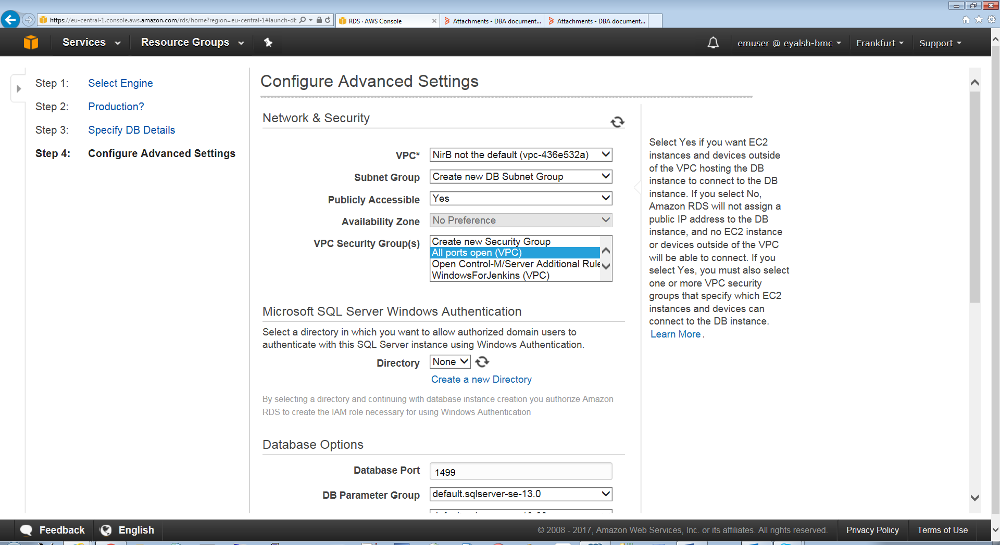 https://eu-central-1.console.aws.amazon.com/rds/home?region=eu-central-1#launch-dt
RDS · AWS Console
Attachments - DBA document...
Attachments - DBA document...
Services
Resource Groups
emuser @ eyalsh-bmc
Frankfurt
Support
Step 1: Select Engine
Step 2: Production?
Step 3: Specify DB Details
Step 4: Configure Advanced Settings
Configure Advanced Settings
Network & Security
VPC* NirB not the default (vpc-436e532a)
Subnet Group Create new DB Subnet Group
Publicly Accessible Yes
Availability Zone No Preference
VPC Security Group(s) Create new Security Group
All ports open (VPC)
Open Control-M/Server Additional Rule
WindowsForJenkins (VPC)
Select Yes if you want EC2
instances and devices outside
of the VPC hosting the DB
instance to connect to the DB
instance. If you select No,
Amazon RDS will not assign a
public IP address to the DB
instance, and no EC2 instance
or devices outside of the VPC
will be able to connect. If you
select Yes, you must also select
one or more VPC security
groups that specify which EC2
instances and devices can
connect to the DB instance.
Learn More .
Microsoft SQL Server Windows Authentication
Select a directory in which you want to allow authorized domain users to
authenticate with this SQL Server instance using Windows Authentication.
Directory None
Create a new Directory
By selecting a directory and continuing with database instance creation you authorize Amazon
RDS to create the IAM role necessary for using Windows Authentication
Database Options
Database Port 1499
DB Parameter Group default.sqlserver-se-13.0
Feedback
English
© 2008 - 2017, Amazon Web Services, Inc. or its affiliates. All rights reserved.
Privacy Policy
Terms of Use